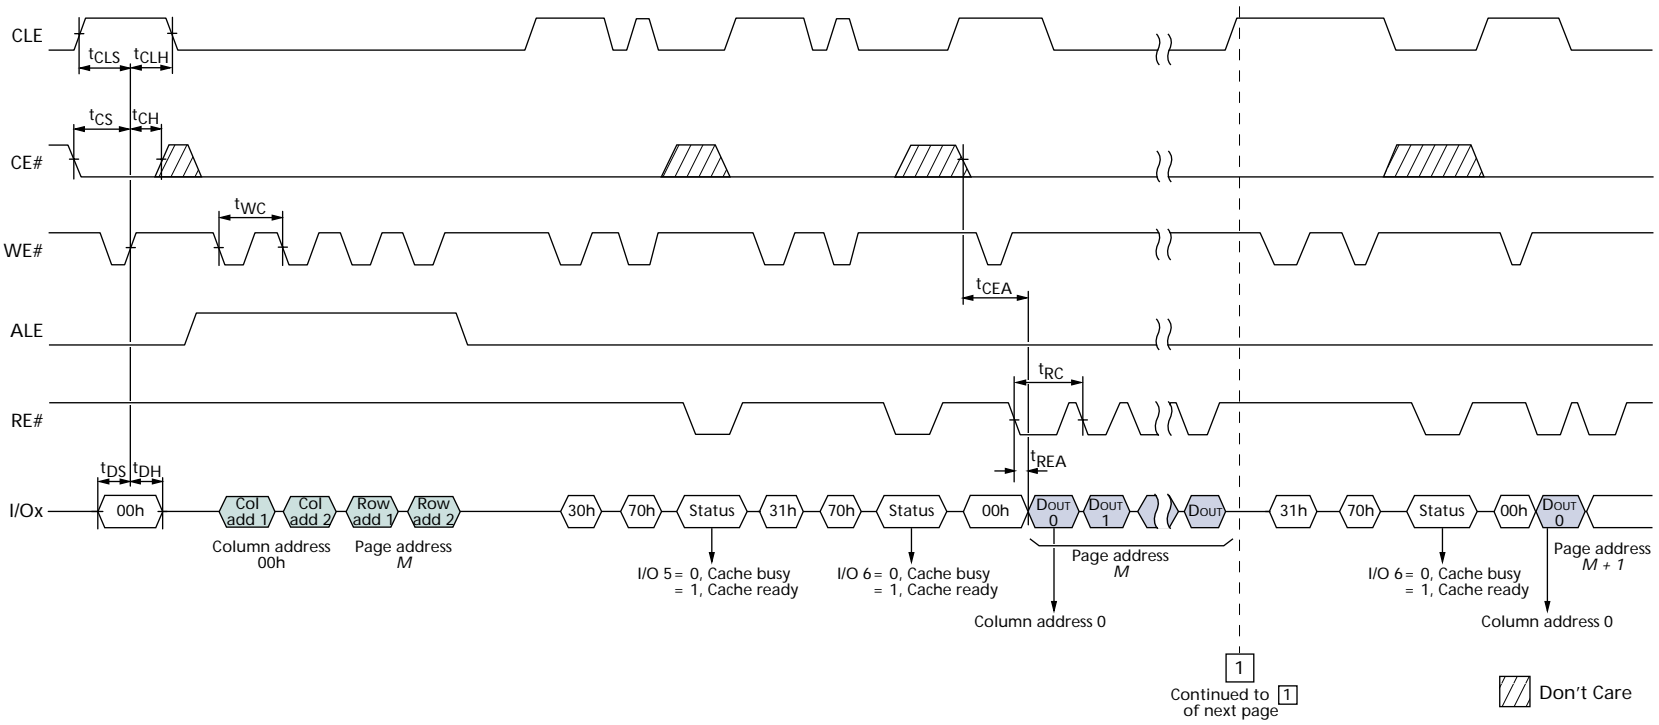 CLE
tCLS tCLH
tCS tCH
CE#
tWC
WE#
tCEA
ALE
tRC
RE#
tREA
tDS tDH
I/Ox
00h
Col add 1
Col add 2
Row add 1
Row add 2
30h
70h
Status
31h
70h
Status
00h
DOUT 0
DOUT 1
DOUT
31h
70h
Status
00h
DOUT 0
Column address
00h
Page address
M
I/O 5 = 0, Cache busy
= 1, Cache ready
I/O 6 = 0, Cache busy
= 1, Cache ready
Page address
M
Column address 0
I/O 6 = 0, Cache busy
= 1, Cache ready
Page address
M + 1
Column address 0
1
Continued to 1
of next page
Don't Care